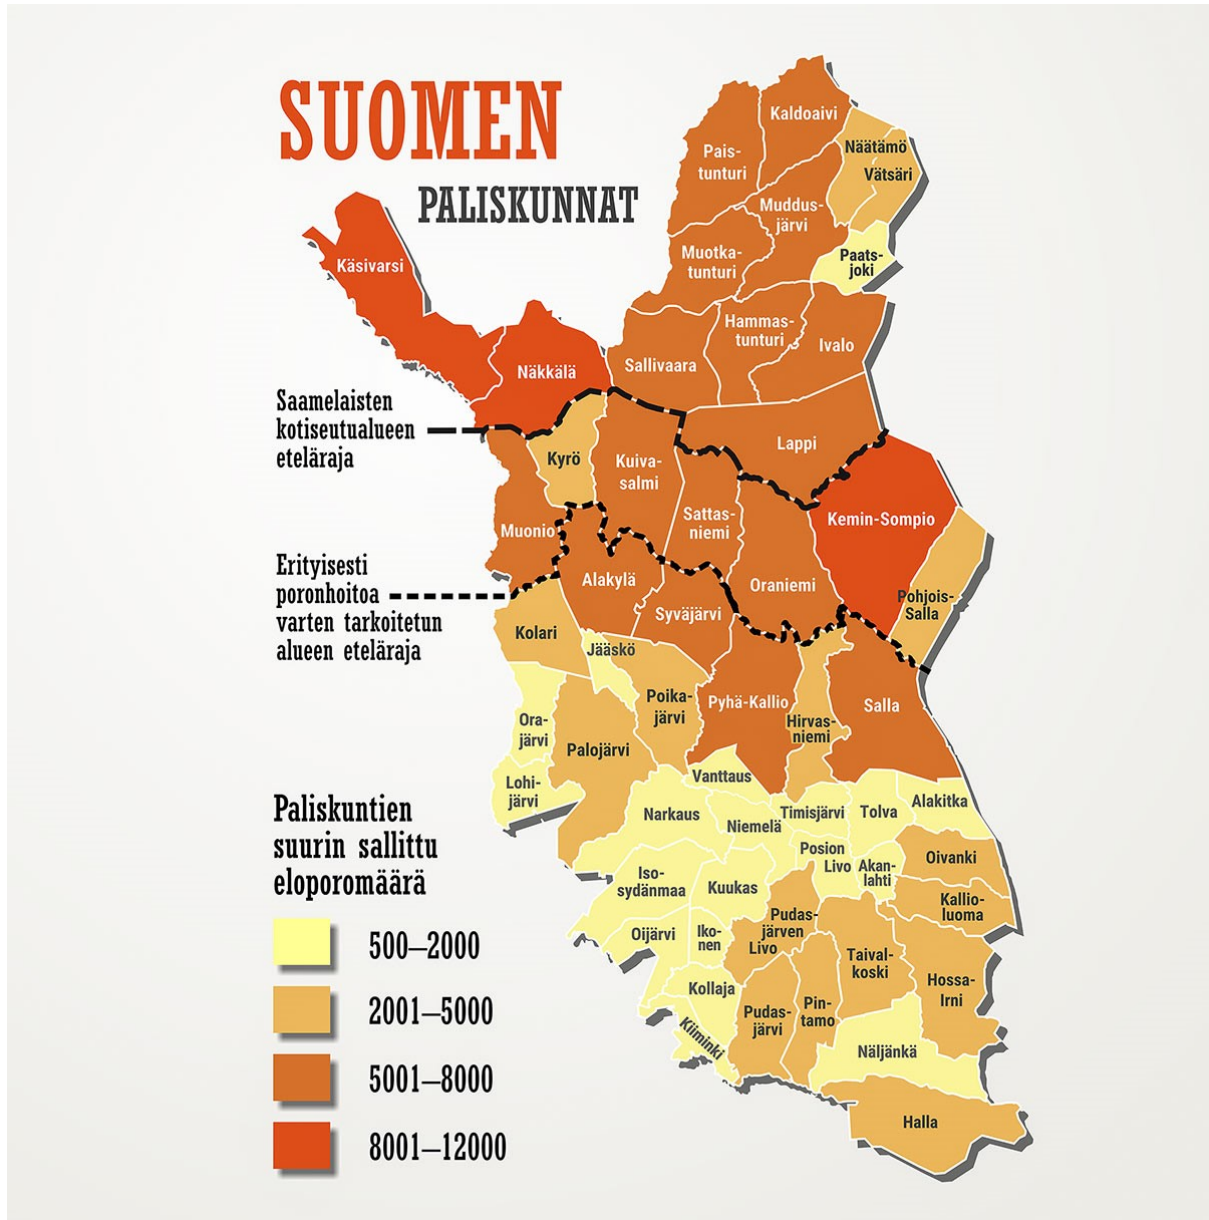 SUOMEN
PALISKUNNAT
Kaldoaivi
Näätämö
Pais-
tunturi
Vätsäri
Muddus-
järvi
Muotka-
tunturi
Paats-
joki
Käsivarsi
Hammas-
tunturi
Ivalo
Sallivaara
Näkkälä
Saamelaisten
kotiseutualueen
eteläraja
Lappi
Kyrö
Kuiva-
salmi
Sattas-
niemi
Kemin-Sompio
Muonio
Erityisesti
poronhoitoa
varten tarkoitetun
alueen eteläraja
Alakylä
Oraniemi
Pohjois-
Salla
Syväjärvi
Kolari
Jääskö
Poika-
järvi
Pyhä-Kallio
Hirvas-
niemi
Salla
Ora-
järvi
Palojärvi
Lohi-
järvi
Vanttaus
Narkaus
Niemelä
Timisjärvi
Tolva
Alakitka
Posion
Livo
Akan-
lahti
Oivanki
Iso-
sydänmaa
Kuukas
Kallio-
luoma
Pudas-
järven
Livo
Oijärvi
Iko-
nen
Taival-
koski
Hossa-
Irni
Kollaja
Pudas-
järvi
Pin-
tamo
Kiiminki
Näljänkä
Halla
Paliskuntien
suurin sallittu
eloporomäärä
500–2000
2001–5000
5001–8000
8001–12000